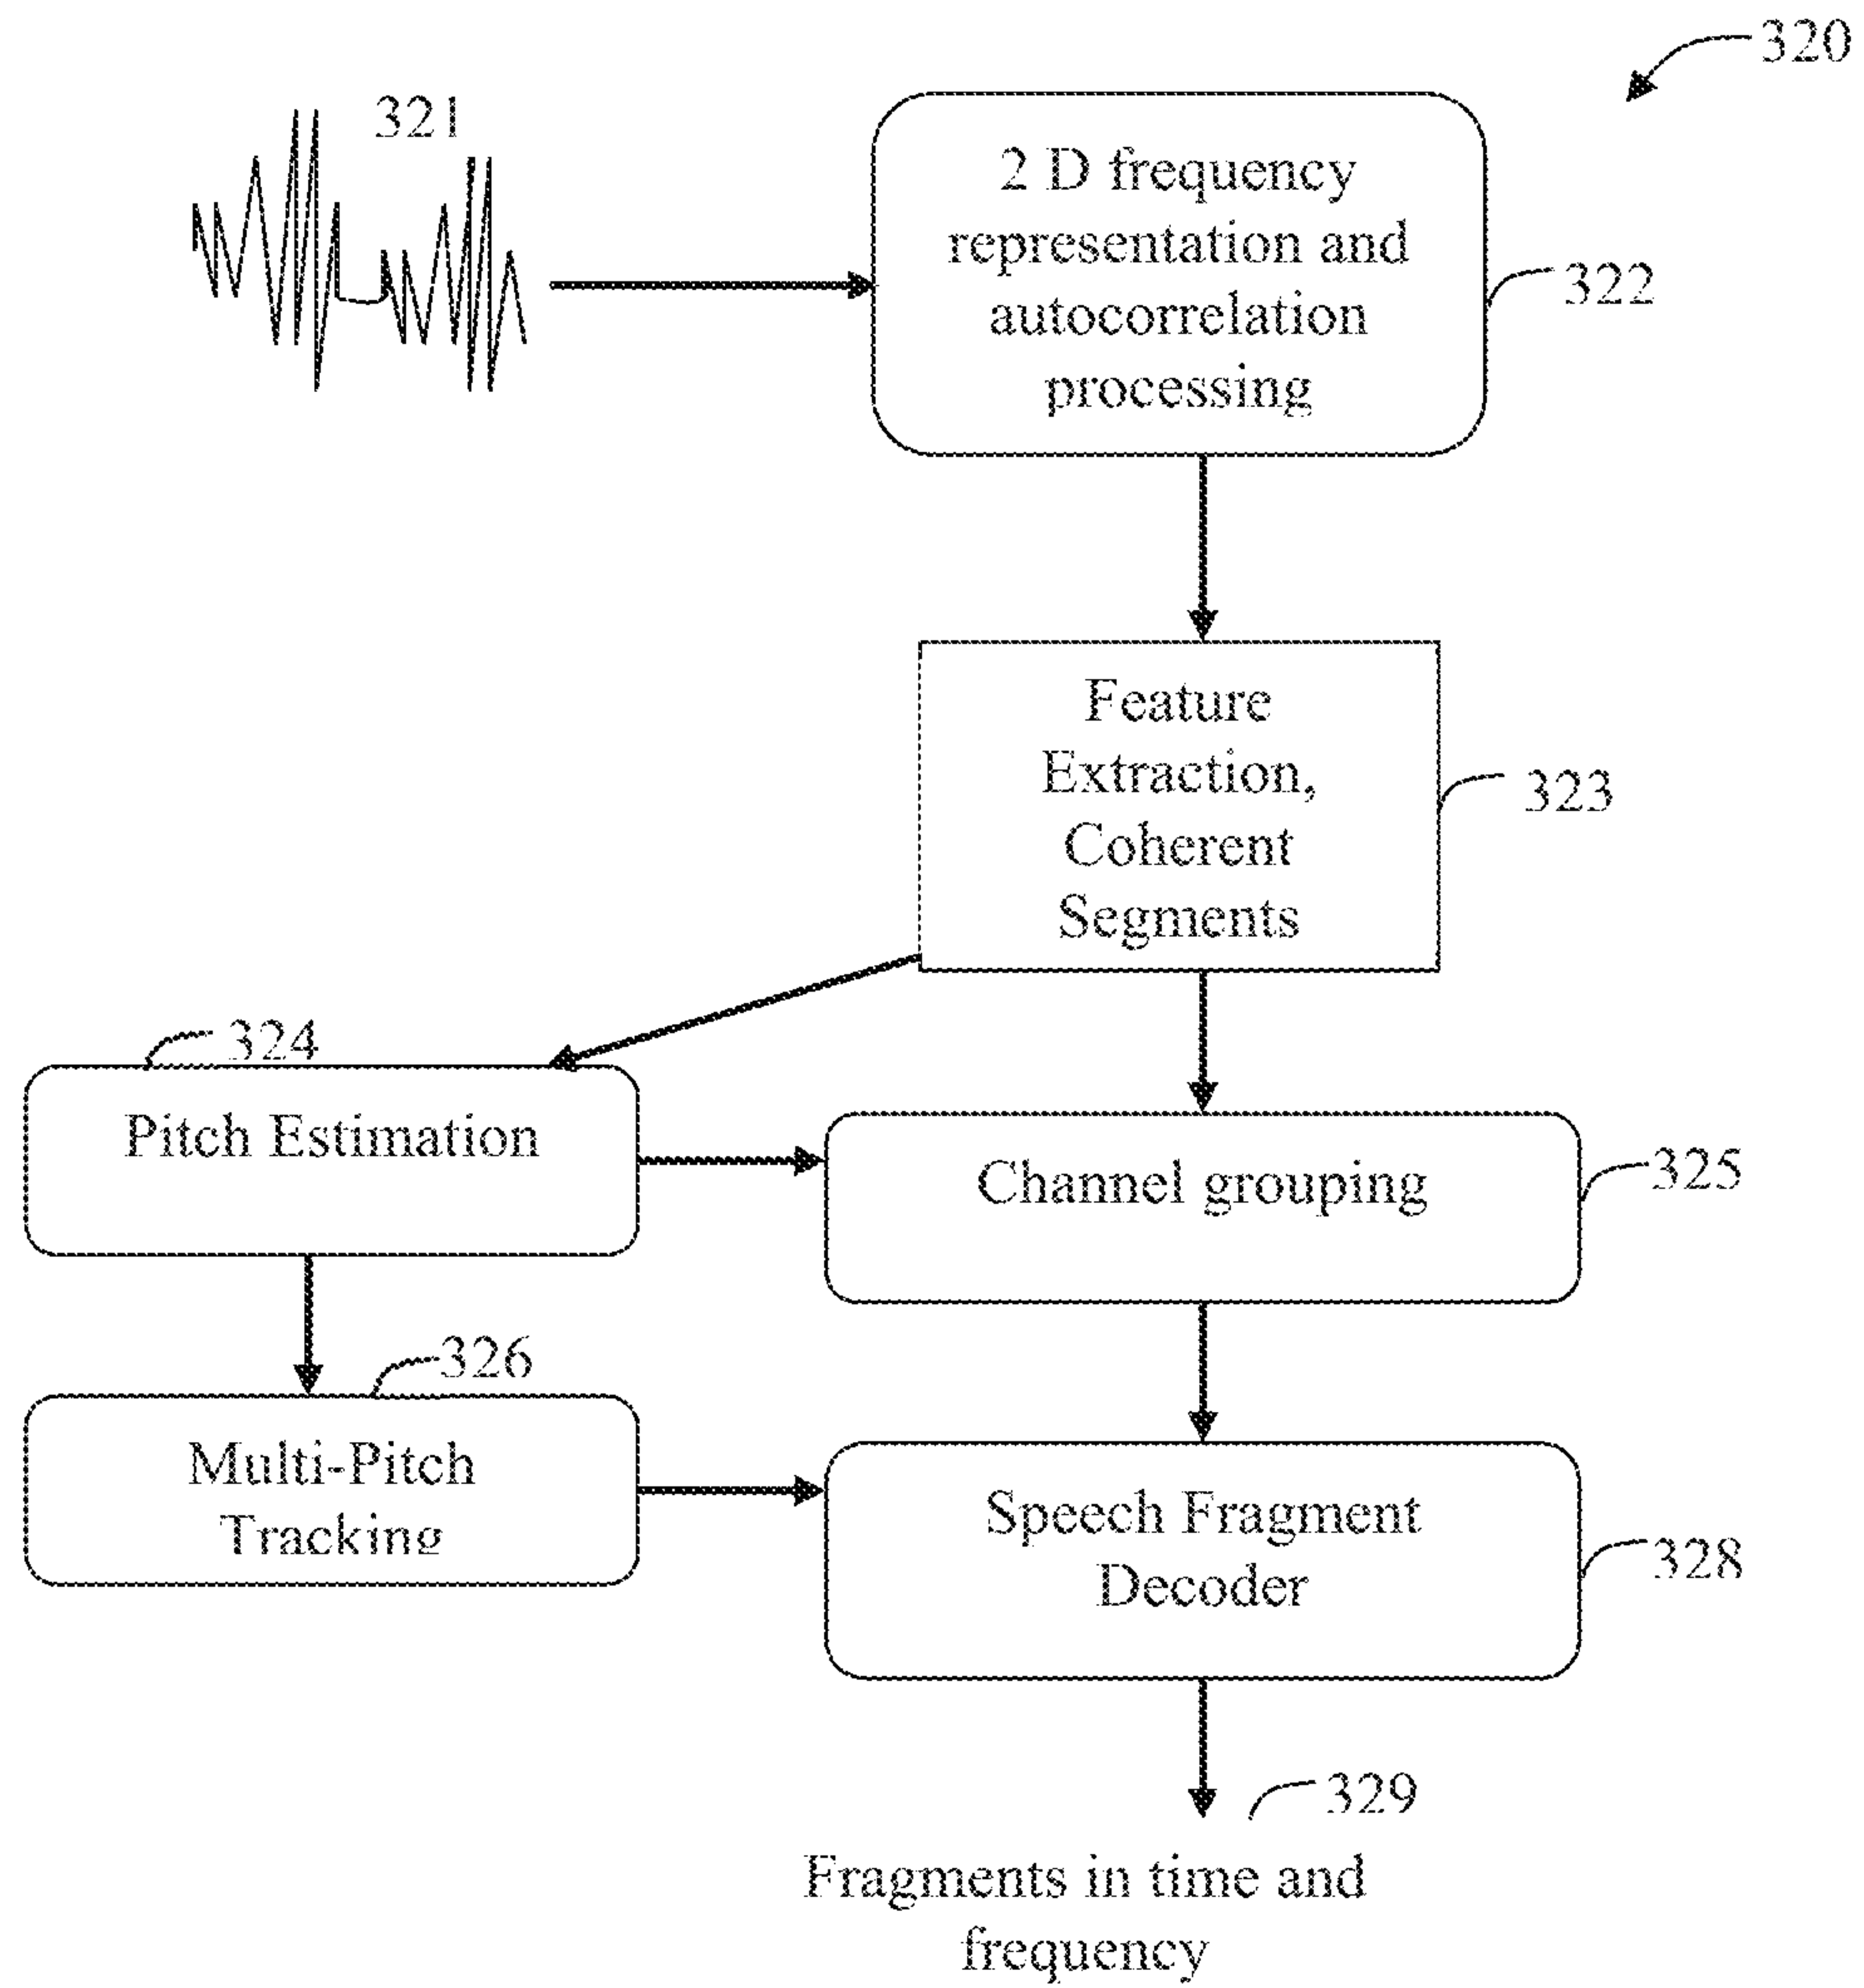 320
321
2 D frequency
representation and
autocorrelation
processing
322
Feature
Extraction,
Coherent
Segments
323
324
Pitch Estimation
Channel grouping
325
326
Multi-Pitch
Tracking
Speech Fragment
Decoder
328
329
Fragments in time and
frequency